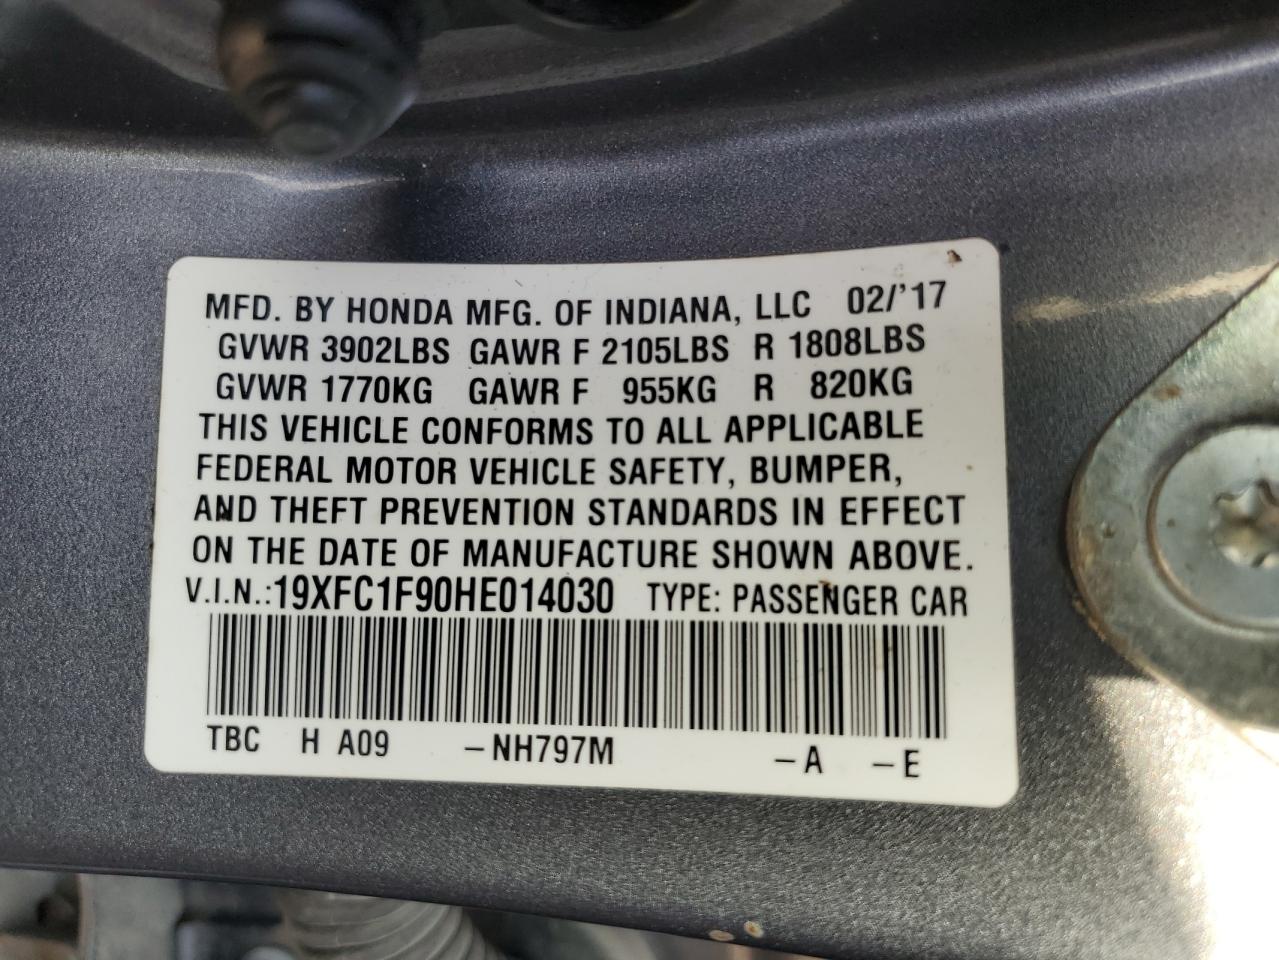 MFD. BY HONDA MFG. OF INDIANA, LLC 02/'17
GVWR 3902LBS GAWR F 2105LBS R 1808LBS
GVWR 1770KG GAWR F 955KG R 820KG
THIS VEHICLE CONFORMS TO ALL APPLICABLE
FEDERAL MOTOR VEHICLE SAFETY, BUMPER,
AND THEFT PREVENTION STANDARDS IN EFFECT
ON THE DATE OF MANUFACTURE SHOWN ABOVE.
V.I.N.:19XFC1F90HE014030 TYPE: PASSENGER CAR
TBC H A09 –NH797M –A –E